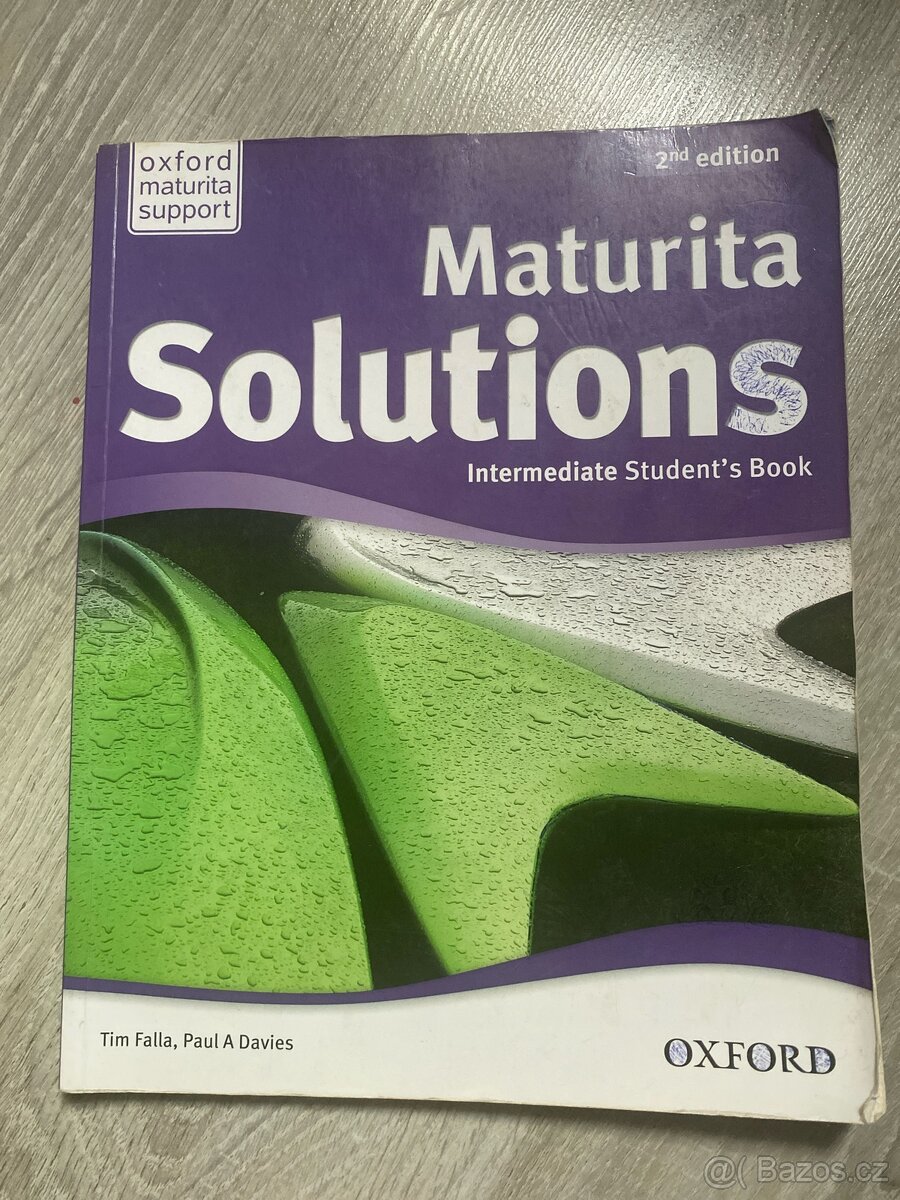 oxford
maturita
support
2nd edition
Maturita
Solutions
Intermediate Student's Book
Tim Falla, Paul A Davies
OXFORD
@( Bazos.cz